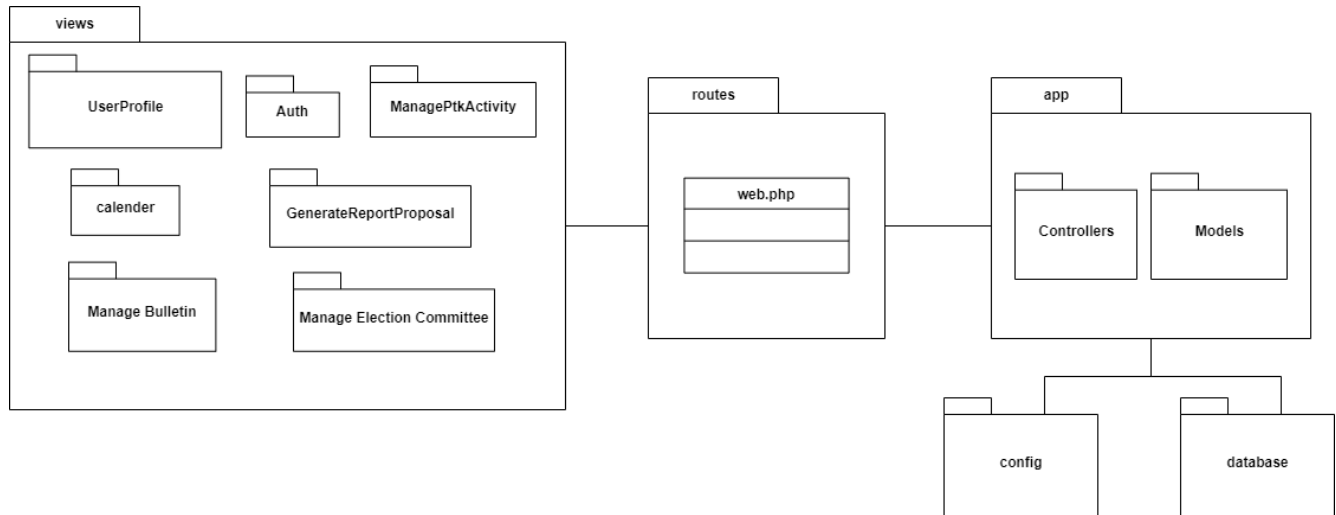 views
UserProfile
Auth
ManagePtkActivity
calender
GenerateReportProposal
Manage Bulletin
Manage Election Committee
routes
web.php
app
Controllers
Models
config
database